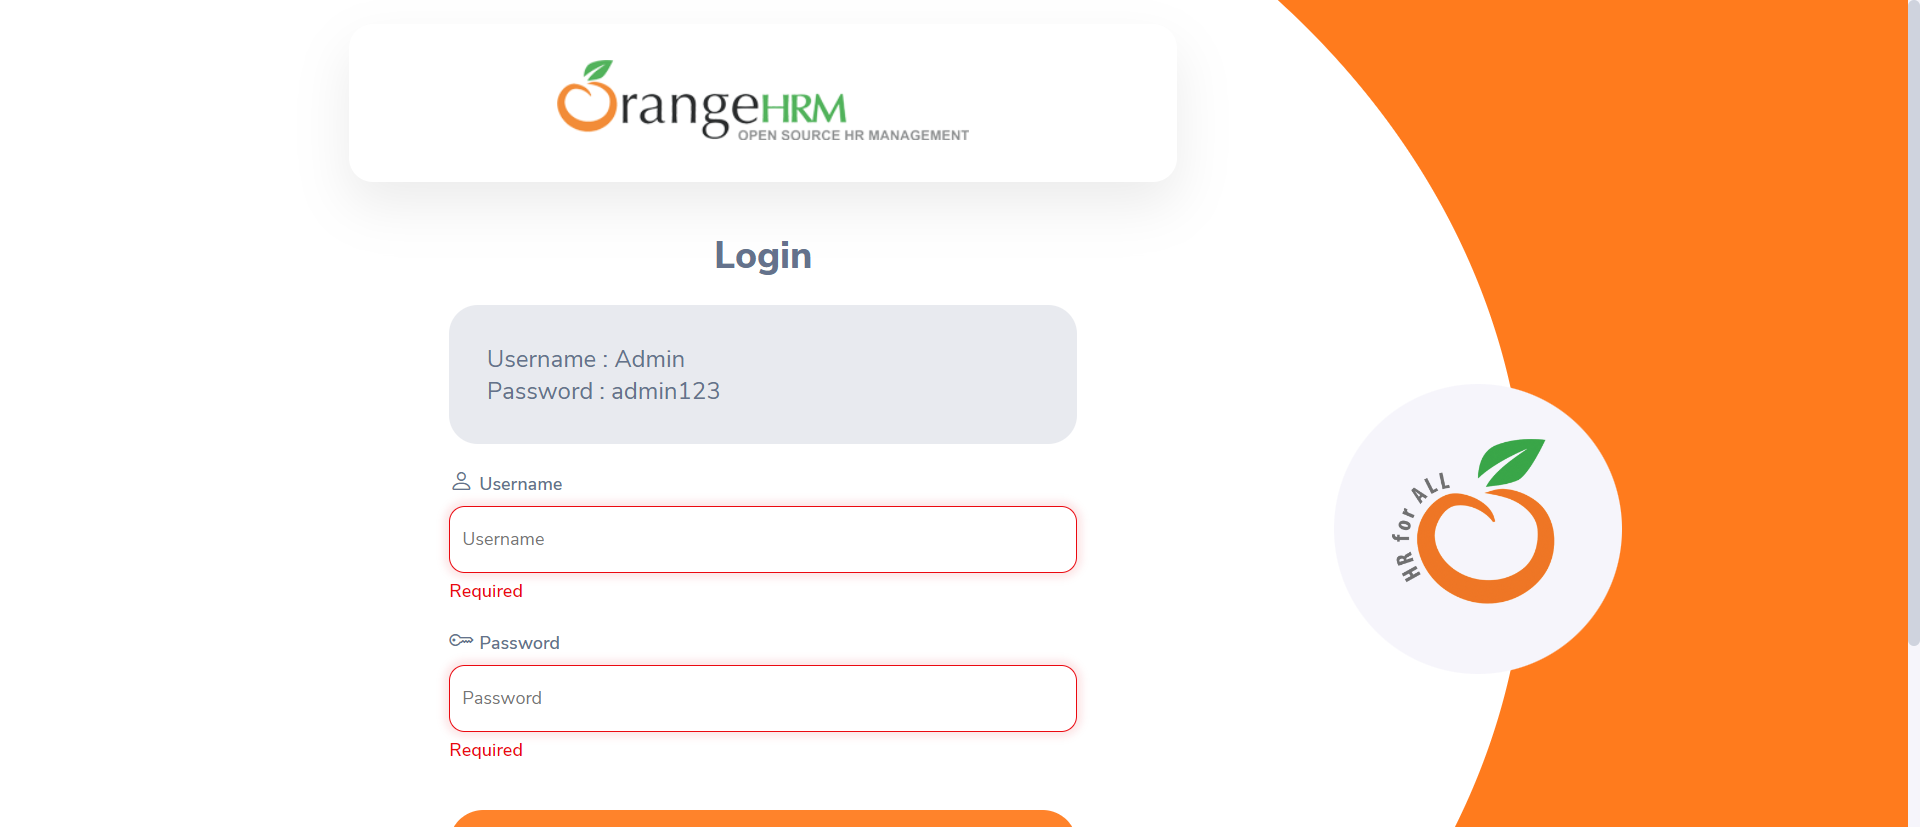 OrangeHRM
OPEN SOURCE HR MANAGEMENT
Login
Username : Admin
Password : admin123
Username
Username
Required
Password
Password
Required
HR for ALL